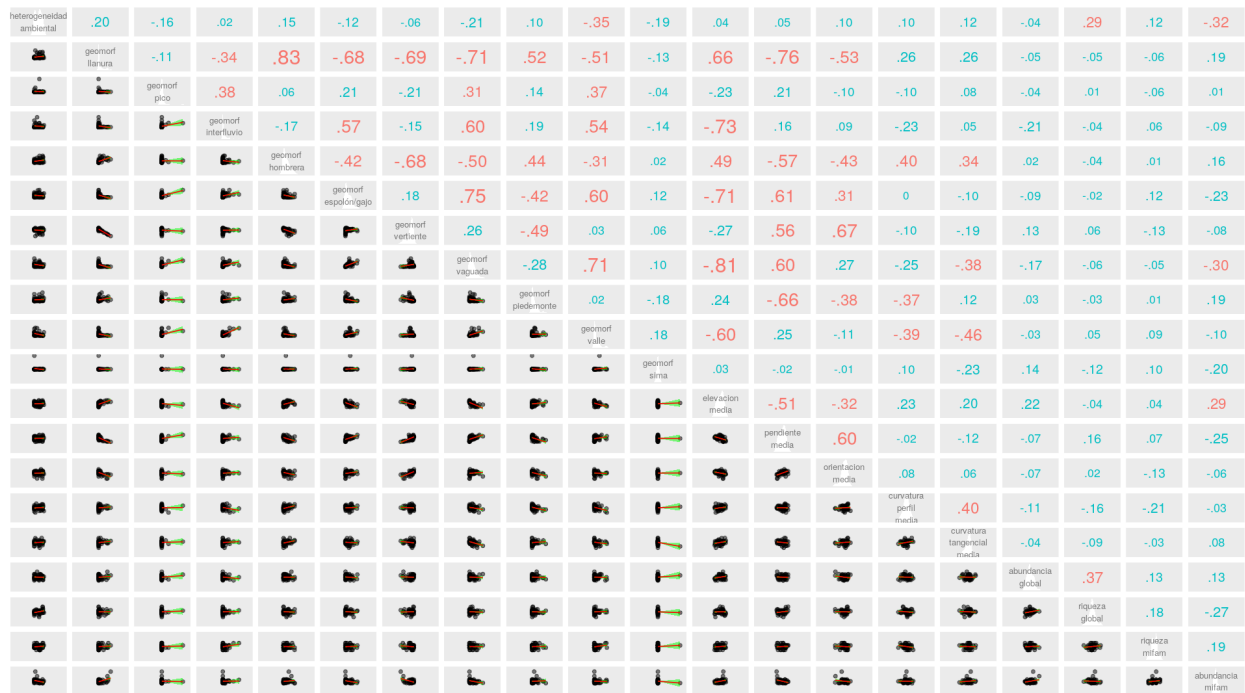 heterogeneidad ambiental .20 -.16 .02 .15 -.12 -.06 -.21 .10 -.35 -.19 .04 .05 .10 .10 .12 -.04 .29 .12 -.32
geomorf llanura -.11 -.34 .83 -.68 -.69 -.71 .52 -.51 -.13 .66 -.76 -.53 .26 .26 -.05 -.05 -.06 .19
geomorf pico .38 .06 .21 -.21 .31 .14 .37 -.04 -.23 .21 -.10 -.10 .08 -.04 .01 -.06 .01
geomorf interfluvio -.17 .57 -.15 .60 .19 .54 -.14 -.73 .16 .09 -.23 .05 -.21 -.04 .06 -.09
geomorf hombrera -.42 -.68 -.50 .44 -.31 .02 .49 -.57 -.43 .40 .34 .02 -.04 .01 .16
geomorf espolón/gajo .18 .75 -.42 .60 .12 -.71 .61 .31 0 -.10 -.09 -.02 .12 -.23
geomorf vertiente .26 -.49 .03 .06 -.27 .56 .67 -.10 -.19 .13 .06 -.13 -.08
geomorf vaguada -.28 .71 .10 -.81 .60 .27 -.25 -.38 -.17 -.06 -.05 -.30
geomorf piedemonte .02 -.18 .24 -.66 -.38 -.37 .12 .03 -.03 .01 .19
geomorf valle .18 -.60 .25 -.11 -.39 -.46 -.03 .05 .09 -.10
geomorf sima .03 -.02 -.01 .10 -.23 .14 -.12 .10 -.20
elevacion media -.51 -.32 .23 .20 .22 -.04 .04 .29
pendiente media .60 -.02 -.12 -.07 .16 .07 -.25
orientacion media .08 .06 -.07 .02 -.13 -.06
curvatura perfil media .40 -.11 -.16 -.21 -.03
curvatura tangencial media -.04 -.09 -.03 .08
abundancia global .37 .13 .13
riqueza global .18 -.27
riqueza mifam .19
abundancia mifam